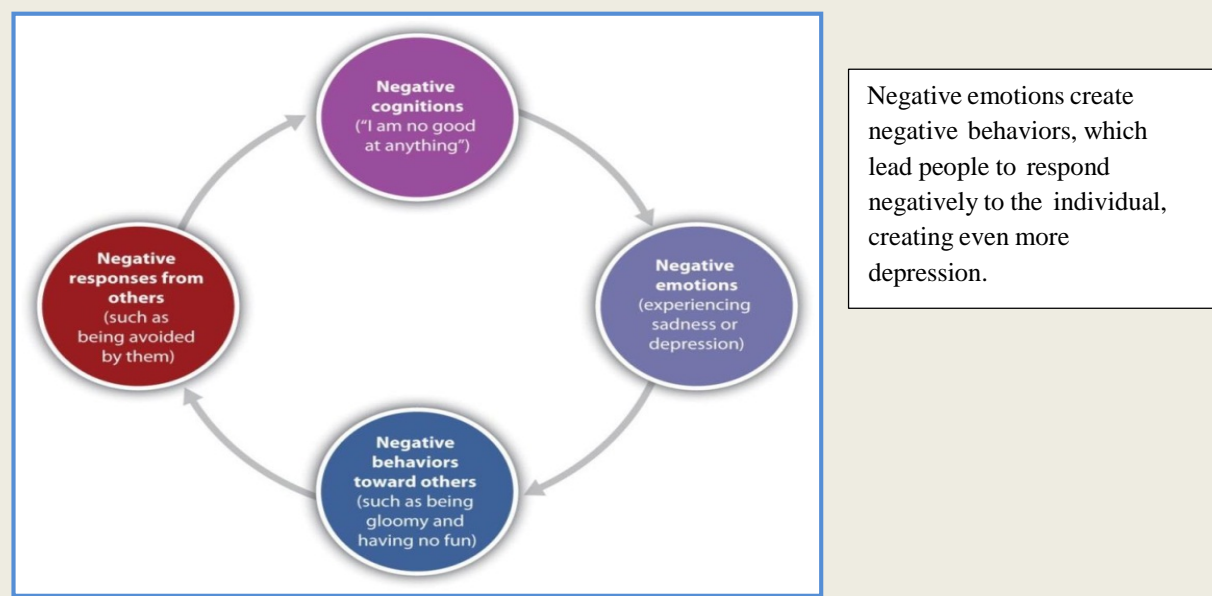 Negative
cognitions
("I am no good
at anything")
Negative
emotions
(experiencing
sadness or
depression)
Negative
behaviors
toward others
(such as being
gloomy and
having no fun)
Negative
responses from
others
(such as
being avoided
by them)
Negative emotions create
negative behaviors, which
lead people to respond
negatively to the individual,
creating even more
depression.